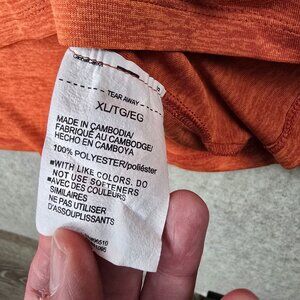 TEAR AWAY
XL/TG/EG
MADE IN CAMBODIA/
FABRIQUÉ AU CAMBODGE/
HECHO EN CAMBOYA
100% POLYESTER/poliéster
■WITH LIKE COLORS. DO
NOT USE SOFTENERS
■AVEC DES COULEURS
SIMILAIRES
NE PAS UTILISER
D'ASSOUPLISSANTS